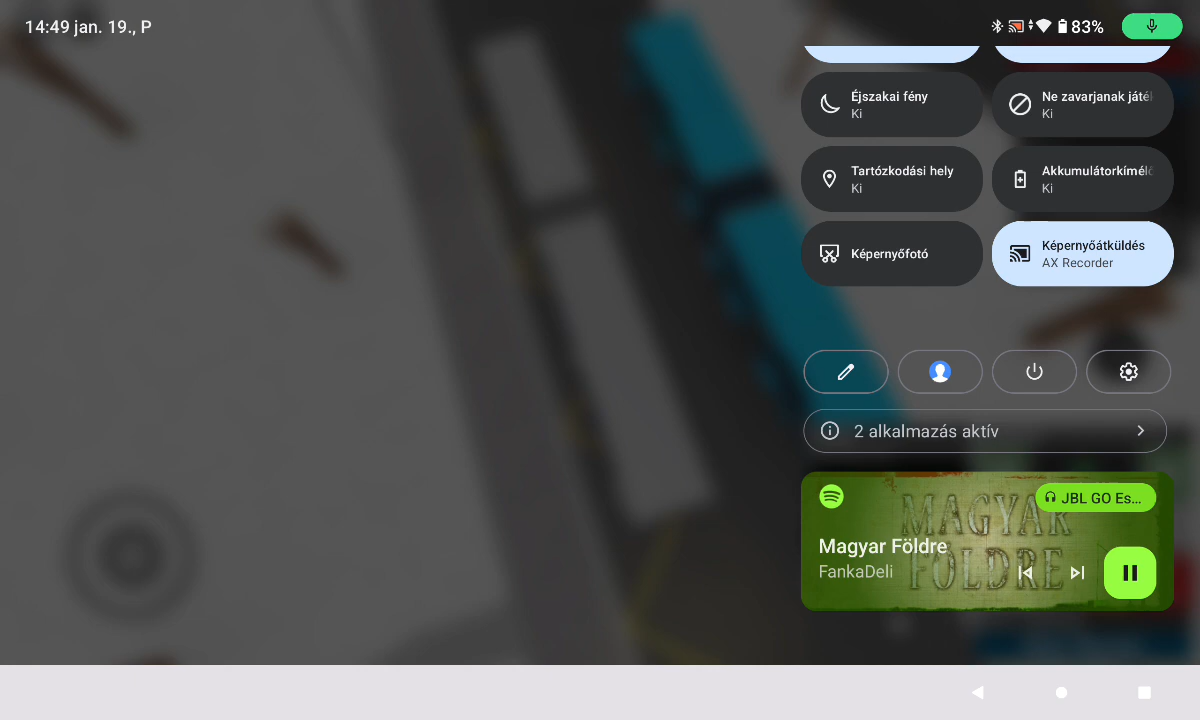 14:49 jan. 19., P
83%
Éjszakai fény
Ki
Ne zavarjanak játék
Ki
Tartózkodási hely
Ki
Akkumulátorkímélő
Ki
Képernyőfotó
Képernyőátküldés
AX Recorder
2 alkalmazás aktív
JBL GO Es...
MAGYAR
FÖLDRE
Magyar Földre
FankaDeli